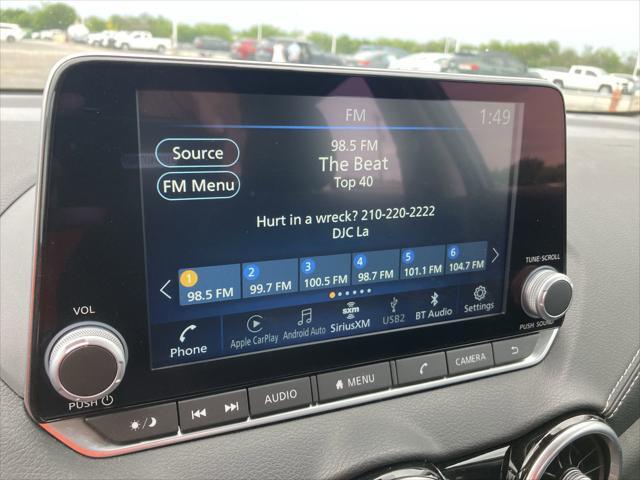 FM
1:49
Source
98.5 FM
The Beat
Top 40
FM Menu
Hurt in a wreck? 210-220-2222
DJC La
1
98.5 FM
2
99.7 FM
3
100.5 FM
4
98.7 FM
5
101.1 FM
6
104.7 FM
Phone
Apple CarPlay
Android Auto
sxm
SiriusXM
USB2
BT Audio
Settings
VOL
PUSH
TUNE·SCROLL
PUSH SOUND
AUDIO
MENU
CAMERA